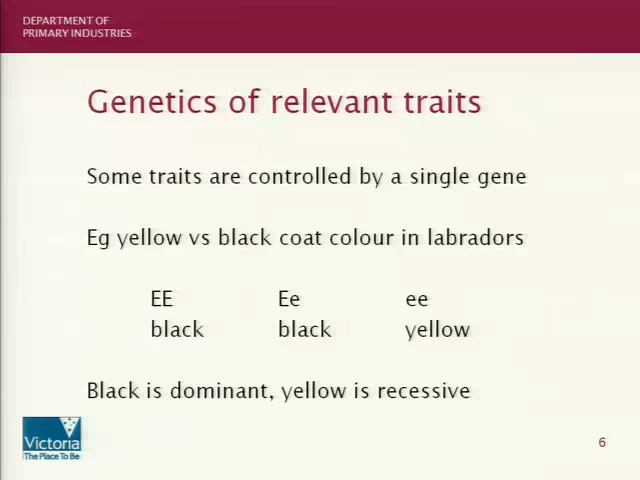 DEPARTMENT OF
PRIMARY INDUSTRIES
Genetics of relevant traits
Some traits are controlled by a single gene
Eg yellow vs black coat colour in labradors
EE Ee ee
black black yellow
Black is dominant, yellow is recessive
Victoria
The Place To Be
6